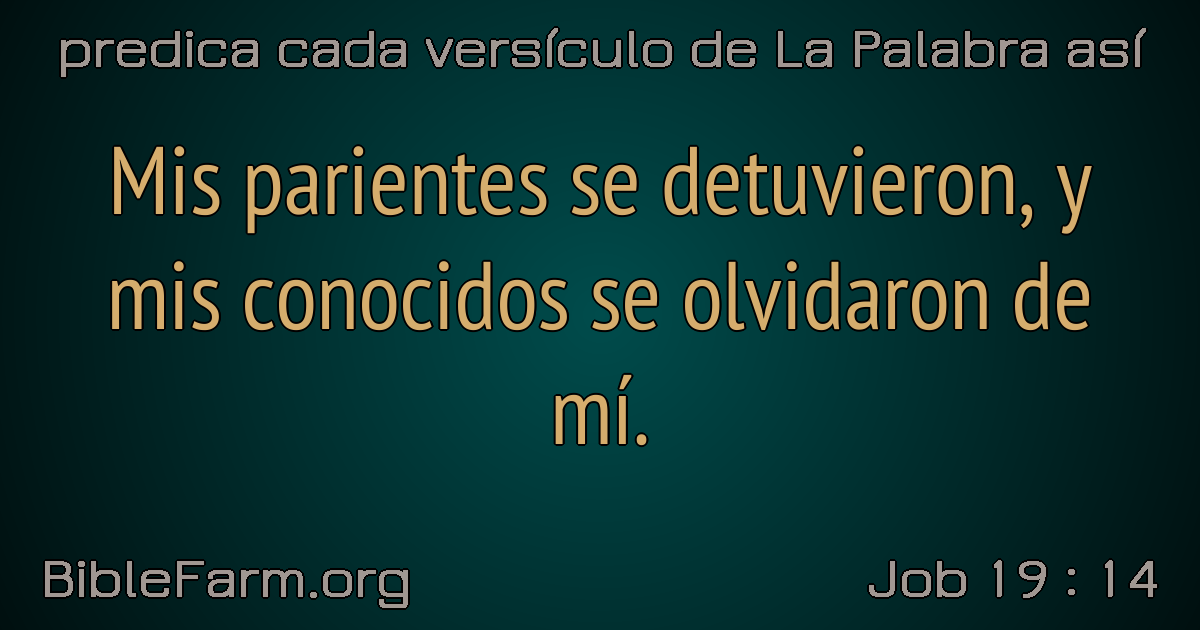 predica cada versículo de La Palabra así
Mis parientes se detuvieron, y
mis conocidos se olvidaron de
mí.
BibleFarm.org
Job 19 : 14